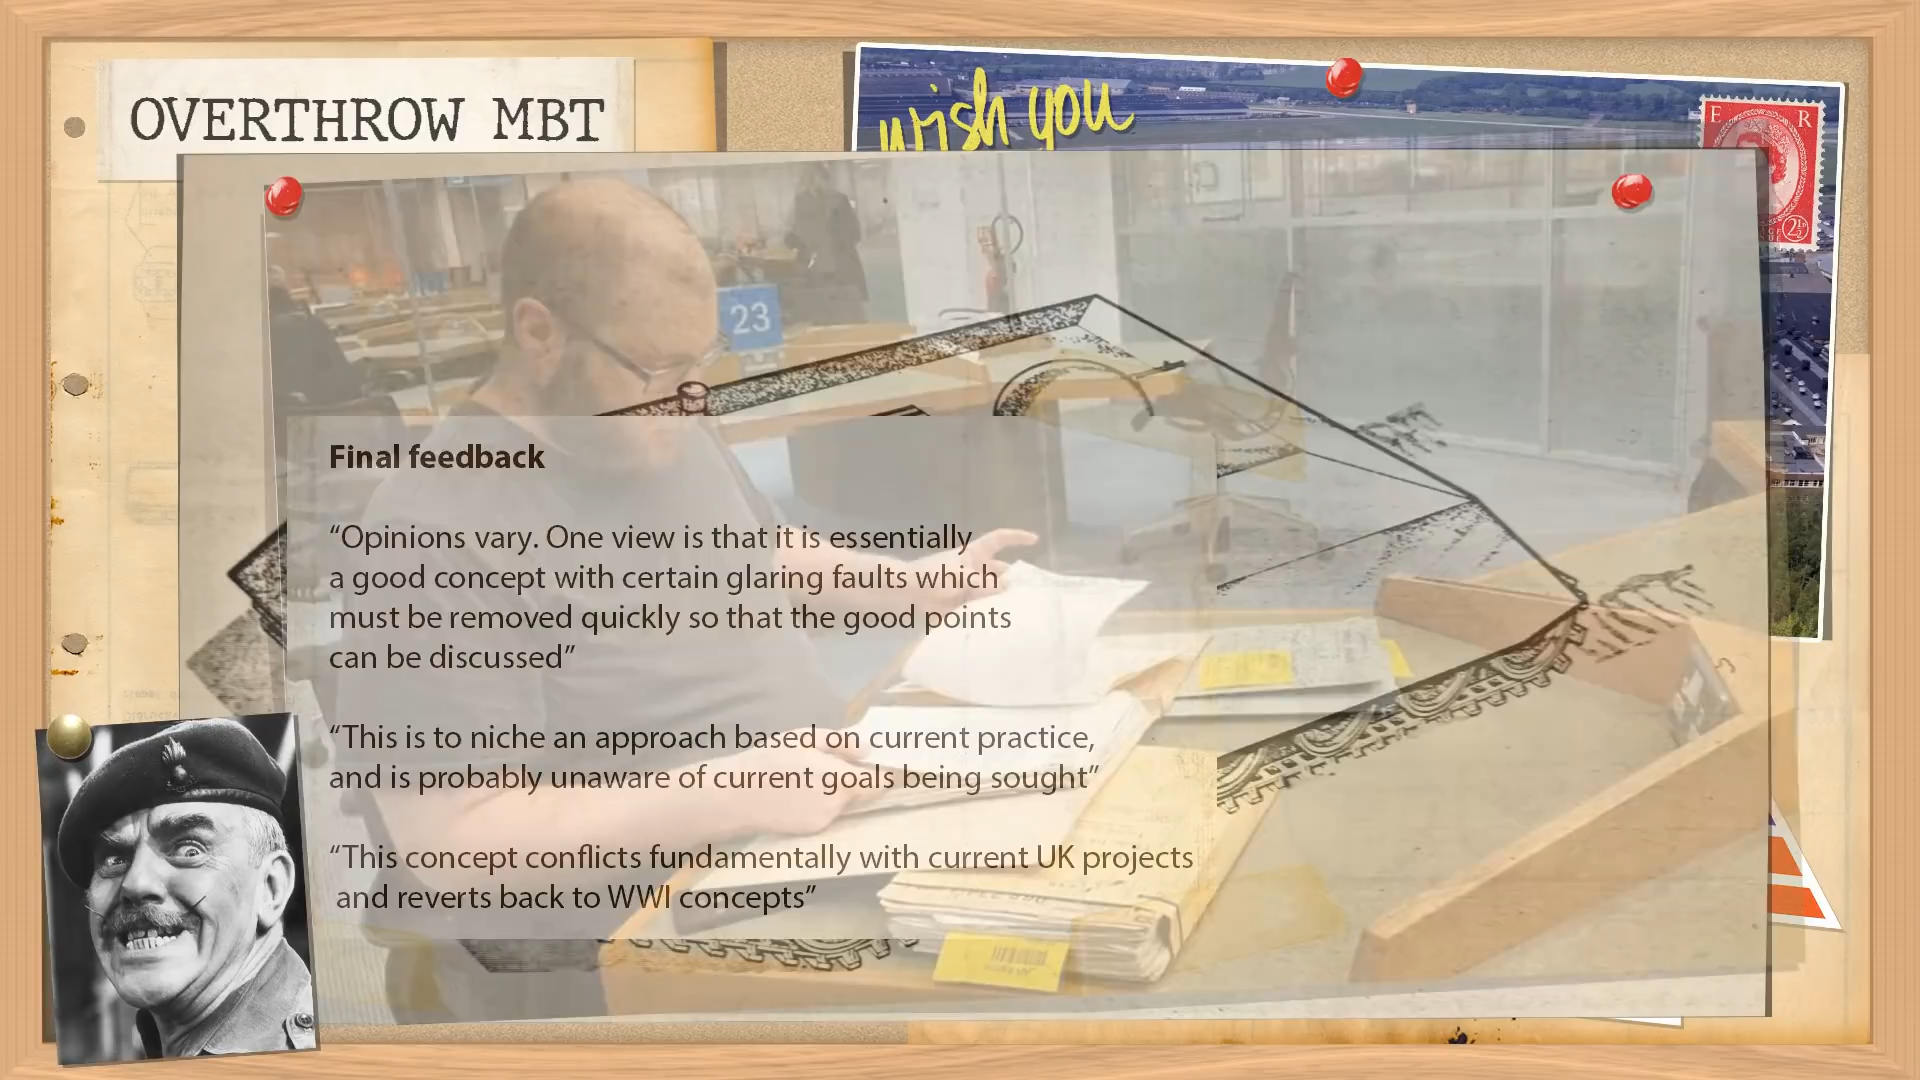 OVERTHROW MBT
wish you
E R
2½
23
Final feedback
“Opinions vary. One view is that it is essentially
a good concept with certain glaring faults which
must be removed quickly so that the good points
can be discussed”
“This is to niche an approach based on current practice,
and is probably unaware of current goals being sought”
“This concept conflicts fundamentally with current UK projects
and reverts back to WWI concepts”